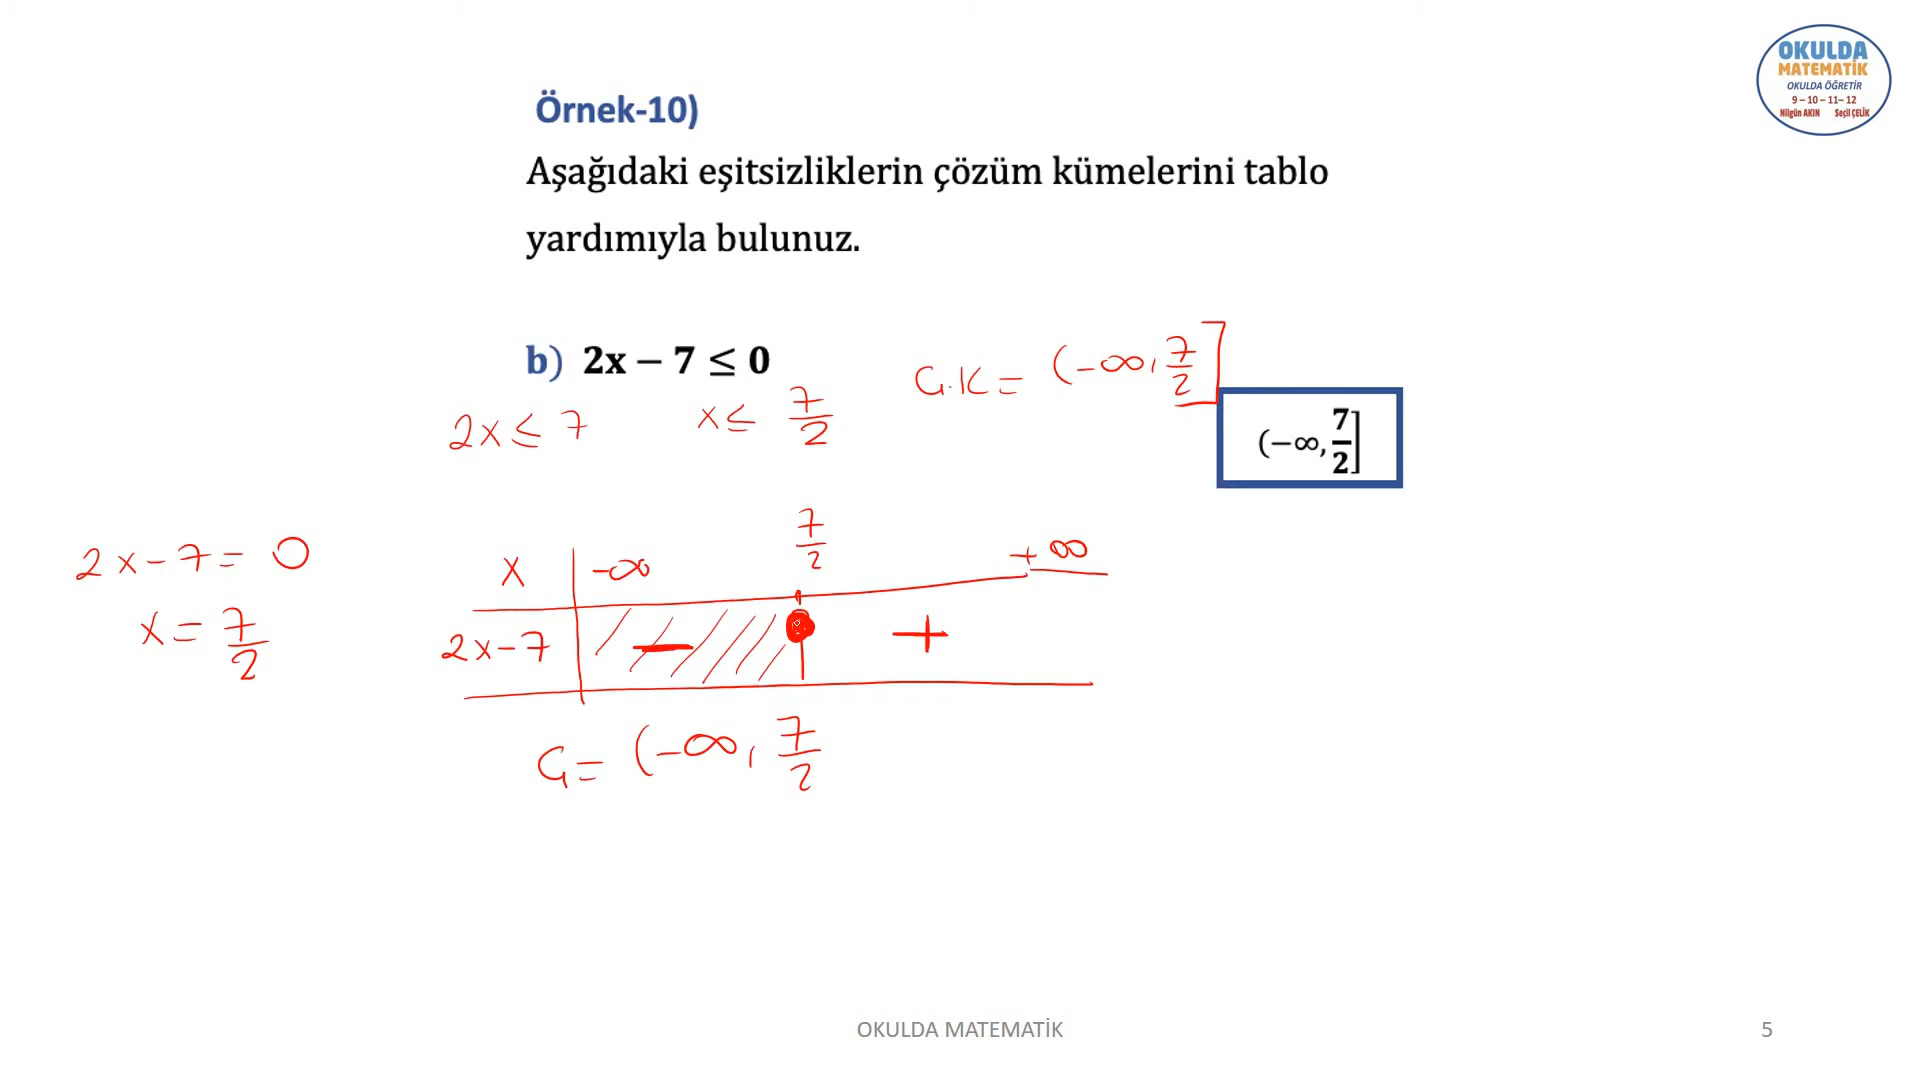 OKULDA
MATEMATİK
OKULDA ÖĞRETİR
9 – 10 – 11– 12
Nilgün AKIN Seçil ÇELİK
Örnek-10)
Aşağıdaki eşitsizliklerin çözüm kümelerini tablo
yardımıyla bulunuz.
b) 2x − 7 ≤ 0
Ç.K = (-∞, 7/2]
2x ≤ 7 x ≤ 7/2
(−∞, 7/2]
2x - 7 = 0
x = 7/2
x -∞ 7/2 +∞
2x-7 − +
Ç = (-∞, 7/2
OKULDA MATEMATİK
5